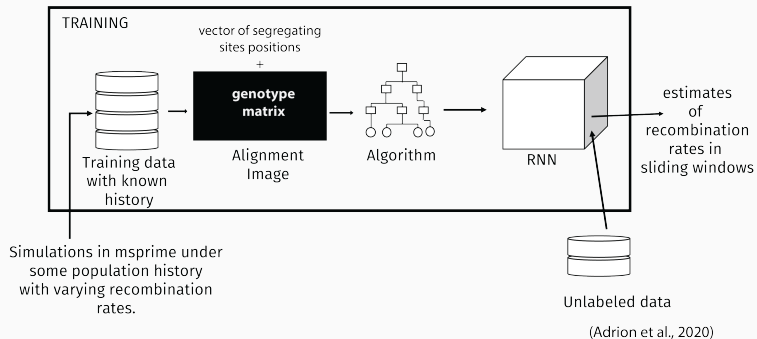 TRAINING
vector of segregating
sites positions
+
genotype
matrix
Training data
with known
history
Alignment
Image
Algorithm
RNN
estimates
of
recombination
rates in
sliding windows
Simulations in msprime under
some population history
with varying recombination
rates.
Unlabeled data
(Adrion et al., 2020)